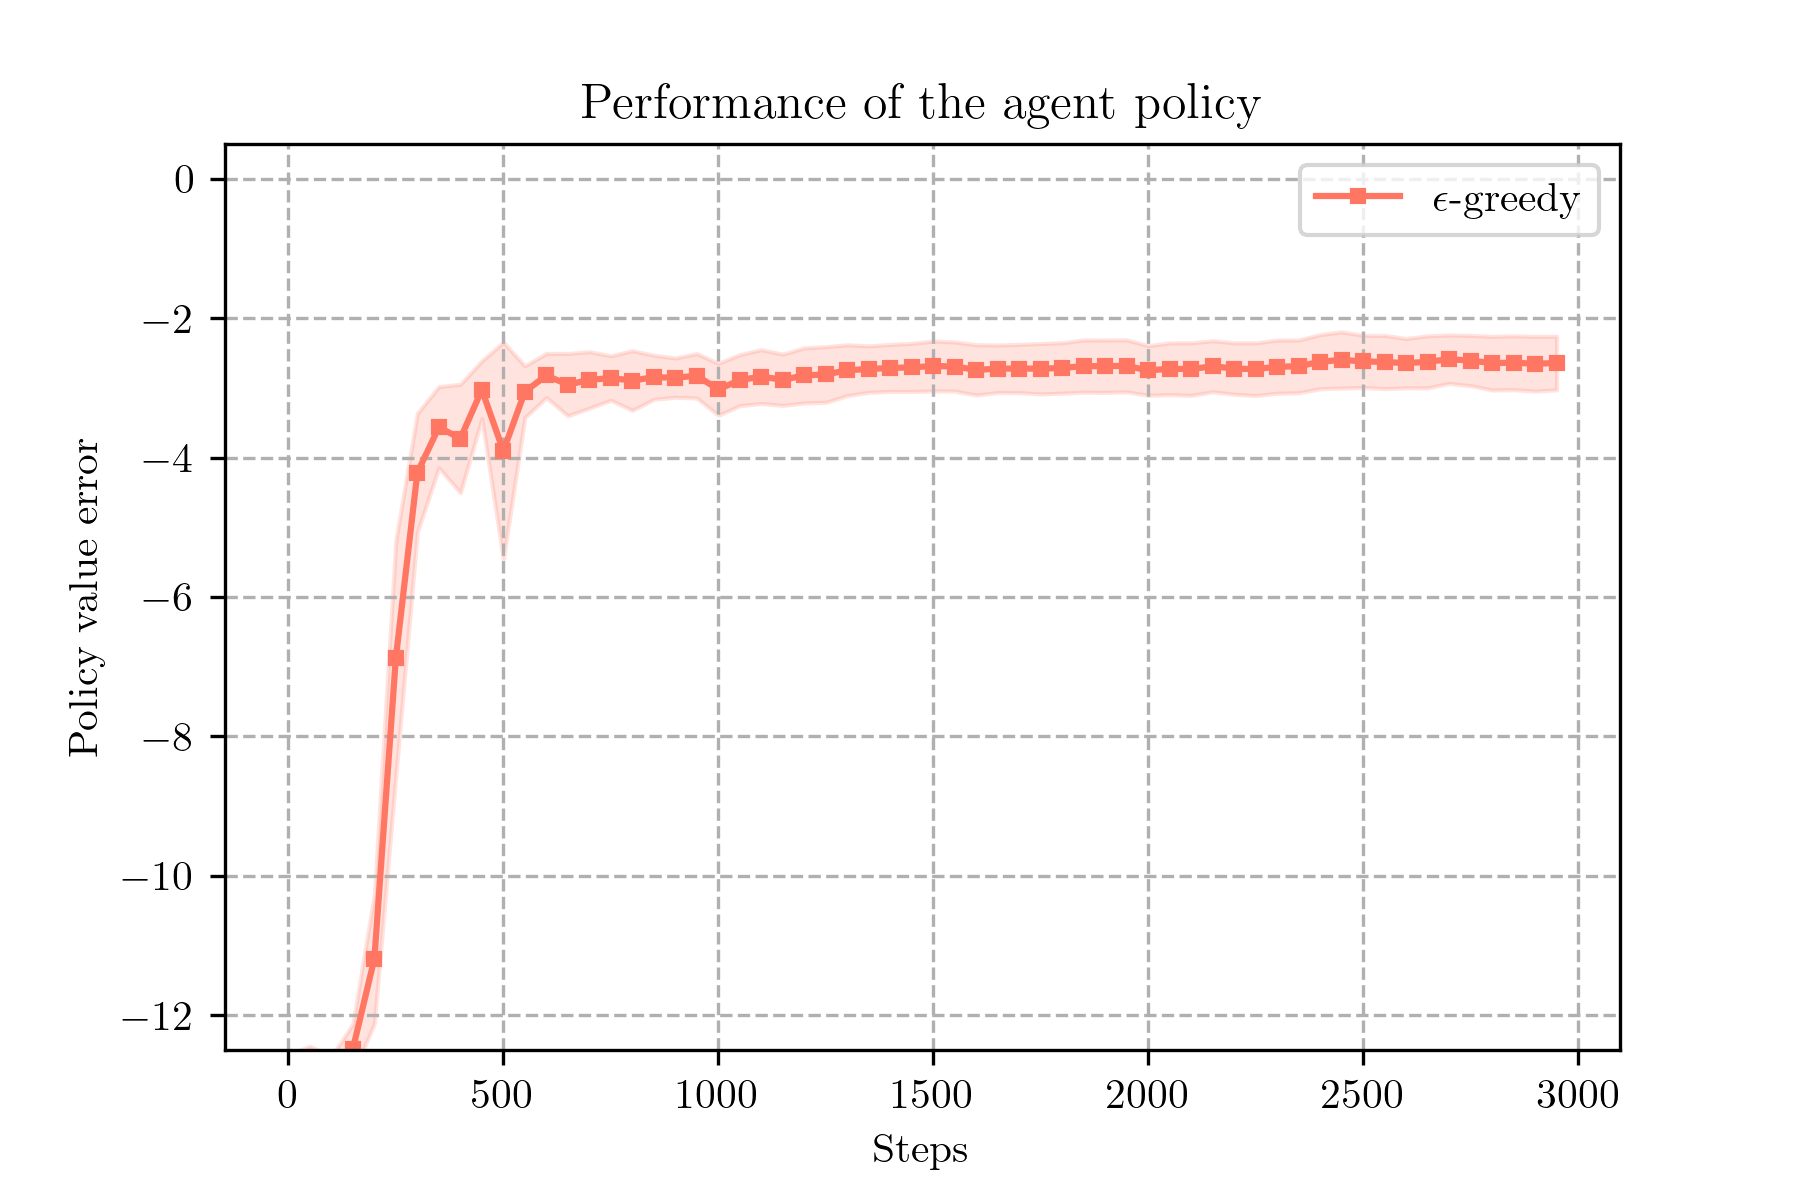 Performance of the agent policy
ϵ-greedy
Policy value error
0
−2
−4
−6
−8
−10
−12
0 500 1000 1500 2000 2500 3000
Steps